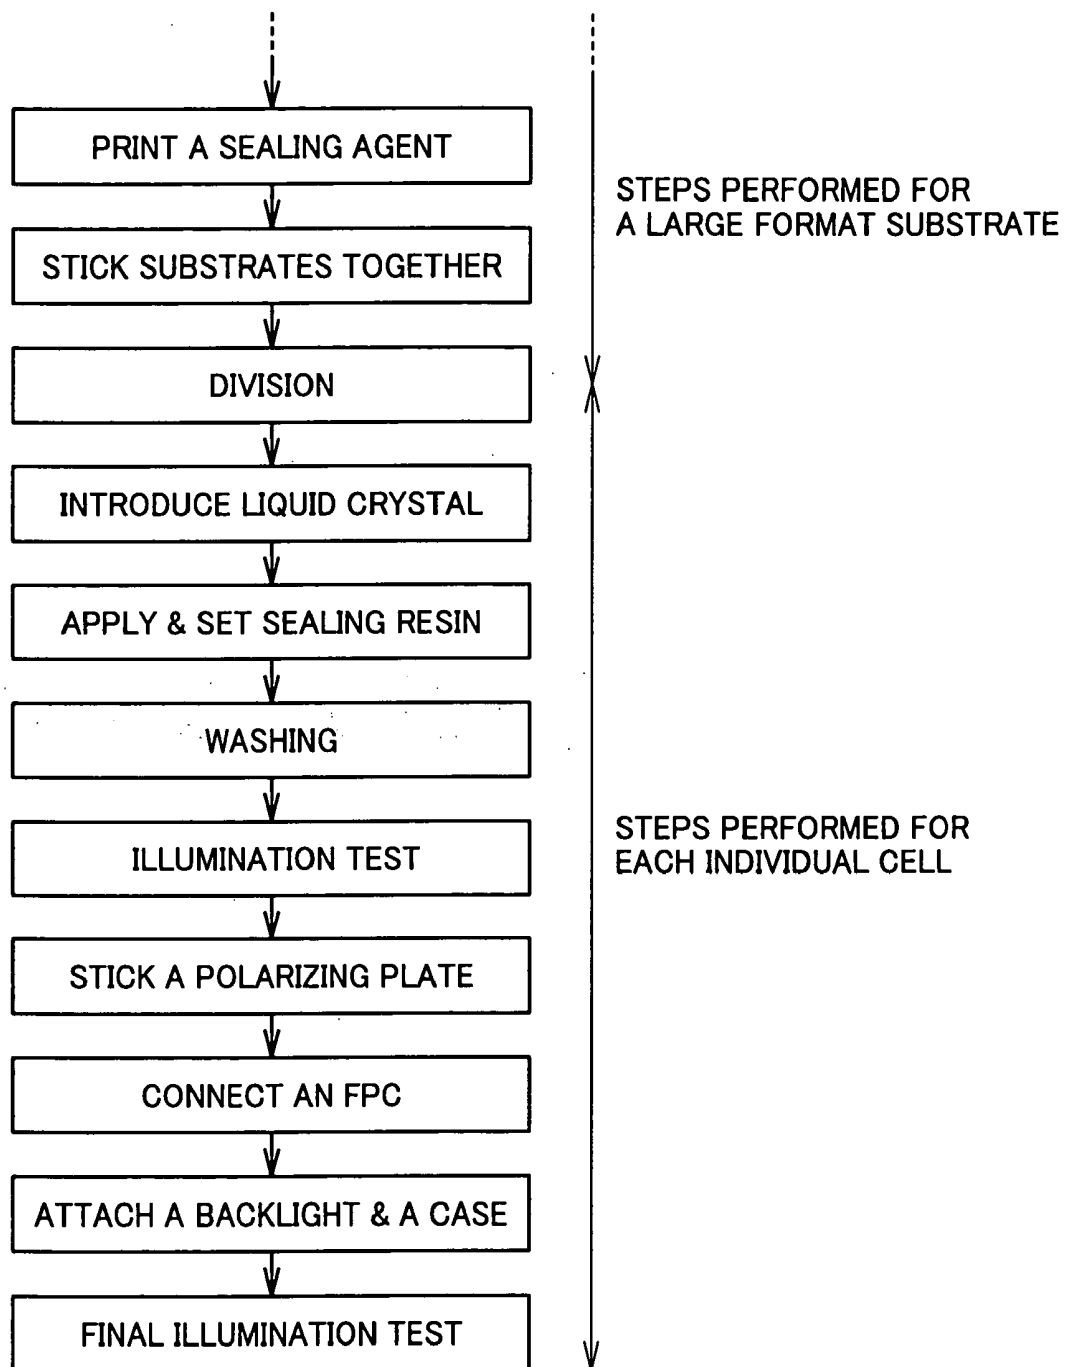 PRINT A SEALING AGENT
STEPS PERFORMED FOR
A LARGE FORMAT SUBSTRATE
STICK SUBSTRATES TOGETHER
DIVISION
INTRODUCE LIQUID CRYSTAL
APPLY & SET SEALING RESIN
WASHING
STEPS PERFORMED FOR
EACH INDIVIDUAL CELL
ILLUMINATION TEST
STICK A POLARIZING PLATE
CONNECT AN FPC
ATTACH A BACKLIGHT & A CASE
FINAL ILLUMINATION TEST